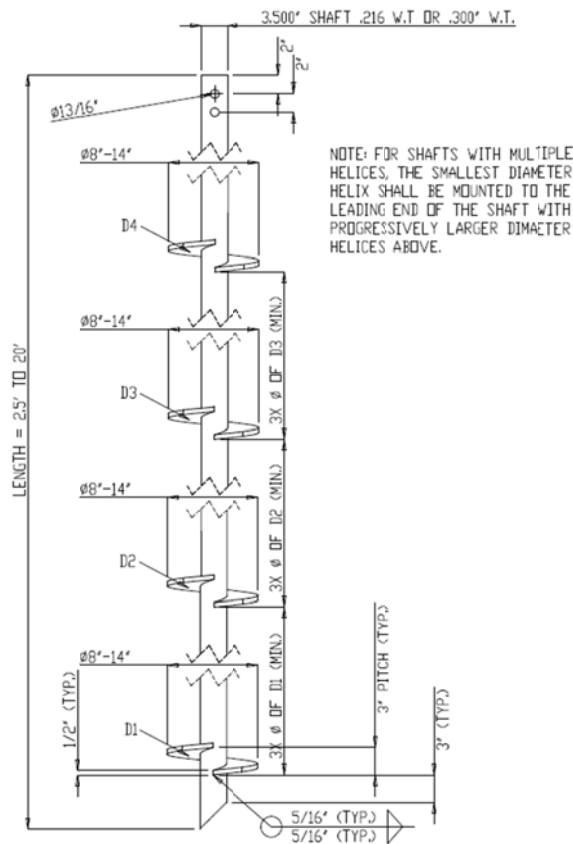 3.500" SHAFT .216 W.T OR .300" W.T.
2"
2"
Ø13/16"
Ø8"-14"
NOTE: FOR SHAFTS WITH MULTIPLE
HELICES, THE SMALLEST DIAMETER
HELIX SHALL BE MOUNTED TO THE
LEADING END OF THE SHAFT WITH
PROGRESSIVELY LARGER DIMAETER
HELICES ABOVE.
D4
Ø8"-14"
3X Ø OF D3 (MIN.)
D3
LENGTH = 2.5' TO 20'
Ø8"-14"
3X Ø OF D2 (MIN.)
D2
Ø8"-14"
3X Ø OF D1 (MIN.)
3" PITCH (TYP.)
3" (TYP.)
1/2" (TYP.)
D1
5/16" (TYP.)
5/16" (TYP.)